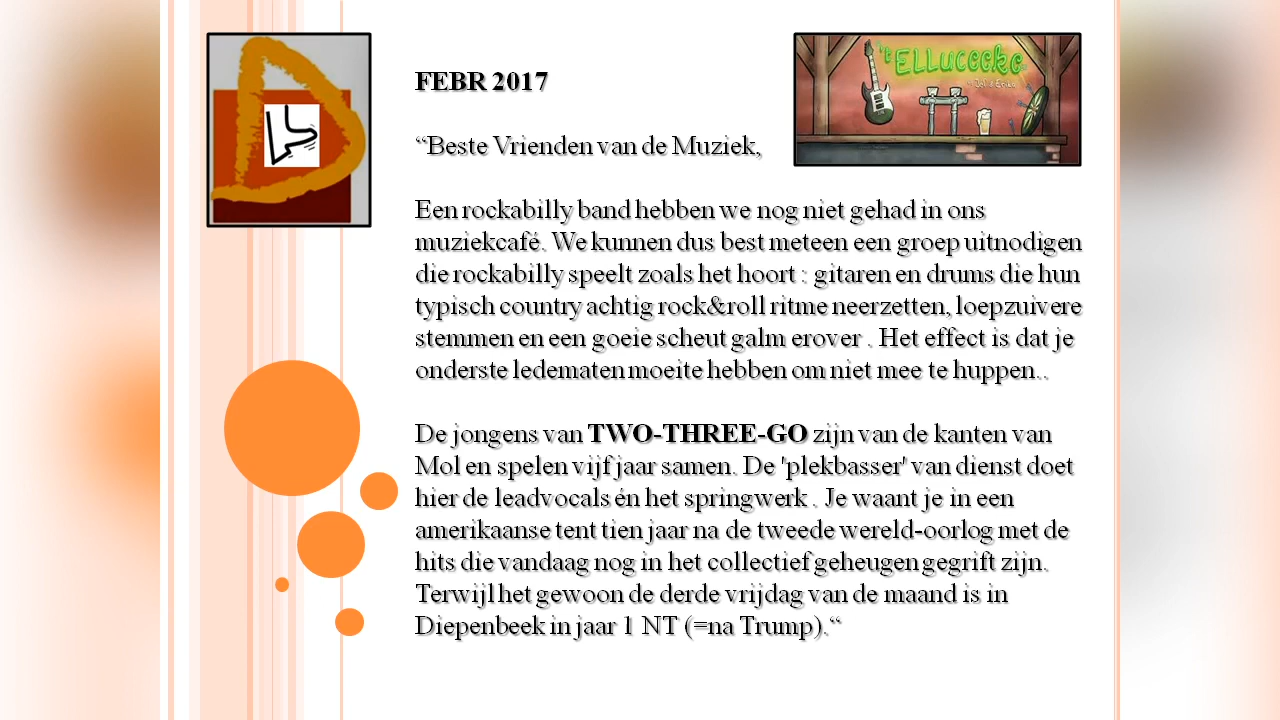 FEBR 2017
't ELLUCOCKE
“Beste Vrienden van de Muziek,
Een rockabilly band hebben we nog niet gehad in ons
muziekcafé. We kunnen dus best meteen een groep uitnodigen
die rockabilly speelt zoals het hoort : gitaren en drums die hun
typisch country achtig rock&roll ritme neerzetten, loepzuivere
stemmen en een goeie scheut galm erover . Het effect is dat je
onderste ledematen moeite hebben om niet mee te huppen..
De jongens van TWO-THREE-GO zijn van de kanten van
Mol en spelen vijf jaar samen. De 'plekbasser' van dienst doet
hier de leadvocals én het springwerk . Je waant je in een
amerikaanse tent tien jaar na de tweede wereld-oorlog met de
hits die vandaag nog in het collectief geheugen gegrift zijn.
Terwijl het gewoon de derde vrijdag van de maand is in
Diepenbeek in jaar 1 NT (=na Trump).“